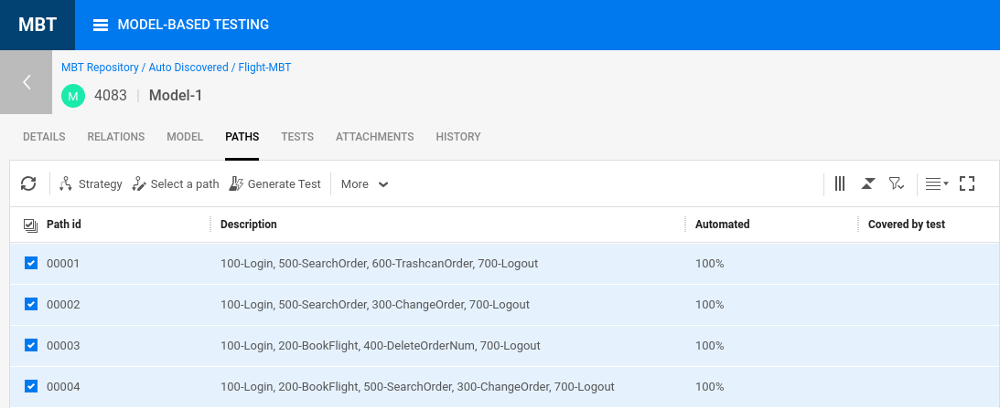 MBT MODEL-BASED TESTING
MBT Repository / Auto Discovered / Flight-MBT
M 4083 | Model-1
DETAILS RELATIONS MODEL PATHS TESTS ATTACHMENTS HISTORY
Strategy Select a path Generate Test More
Path id Description Automated Covered by test
00001 100-Login, 500-SearchOrder, 600-TrashcanOrder, 700-Logout 100%
00002 100-Login, 500-SearchOrder, 300-ChangeOrder, 700-Logout 100%
00003 100-Login, 200-BookFlight, 400-DeleteOrderNum, 700-Logout 100%
00004 100-Login, 200-BookFlight, 500-SearchOrder, 300-ChangeOrder, 700-Logout 100%